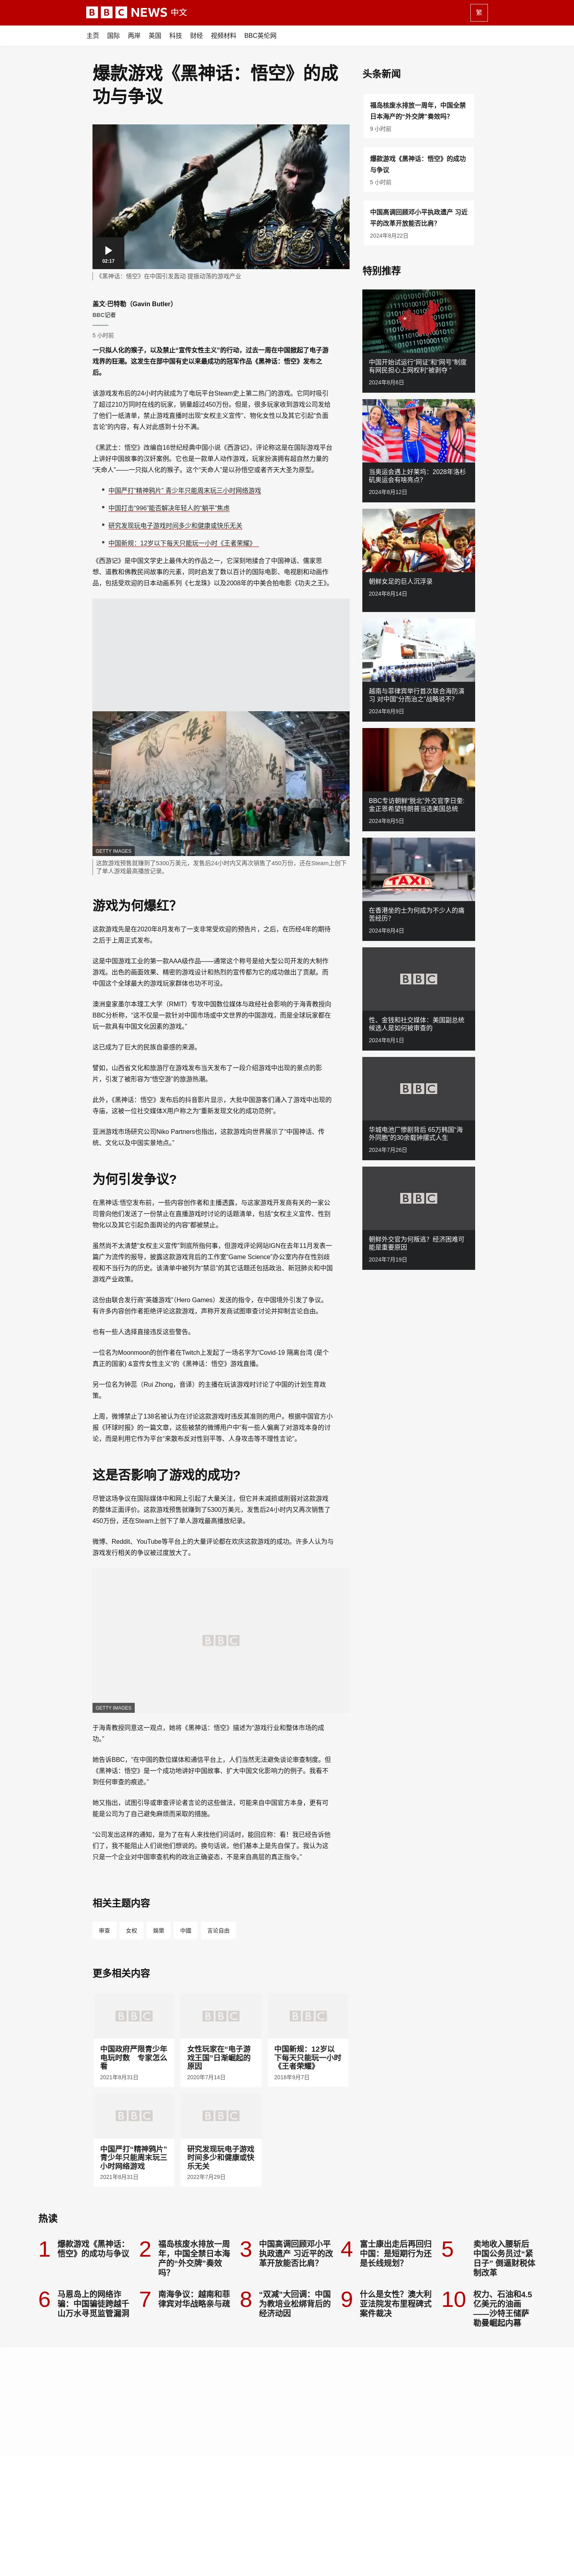 BBC NEWS 中文
繁
主页 国际 两岸 英国 科技 财经 视频材料 BBC英伦网
爆款游戏《黑神话：悟空》的成
功与争议
02:17
《黑神话：悟空》在中国引发轰动 提振动荡的游戏产业
盖文·巴特勒（Gavin Butler）
BBC记者
5 小时前
一只拟人化的猴子，以及禁止“宣传女性主义”的行动，过去一周在中国掀起了电子游
戏界的狂潮。这发生在部中国有史以来最成功的冠军作品《黑神话：悟空》发布之
后。
该游戏发布后的24小时内就成为了电玩平台Steam史上第二热门的游戏。它同时吸引
了超过210万同时在线的玩家，销量超过450万份。但是，很多玩家收到游戏公司发给
了他们一纸清单，禁止游戏直播时出现“女权主义宣传”、物化女性以及其它引起“负面
言论”的内容，有人对此感到十分不满。
《黑武士：悟空》改编自16世纪经典中国小说《西游记》。评论称这是在国际游戏平台
上讲好中国故事的汉好案例。它也是一款单人动作游戏，玩家扮演拥有超自然力量的
“天命人”——一只拟人化的猴子。这个“天命人”是以孙悟空或者齐天大圣为原型。
中国严打“精神鸦片” 青少年只能周末玩三小时网络游戏
中国打击“996”能否解决年轻人的“躺平”焦虑
研究发现玩电子游戏时间多少和健康或快乐无关
中国新规：12岁以下每天只能玩一小时《王者荣耀》
《西游记》是中国文学史上最伟大的作品之一，它深刻地揉合了中国神话、儒家思
想、道教和佛教民间故事的元素，同时启发了数以百计的国际电影、电视剧和动画作
品，包括受欢迎的日本动画系列《七龙珠》以及2008年的中美合拍电影《功夫之王》。
GETTY IMAGES
这款游戏预售就赚到了5300万美元，发售后24小时内又再次销售了450万份，还在Steam上创下
了单人游戏最高播放记录。
游戏为何爆红?
这款游戏先是在2020年8月发布了一支非常受欢迎的预告片，之后，在历经4年的期待
之后于上周正式发布。
这是中国游戏工业的第一款AAA级作品——通常这个称号是给大型公司开发的大制作
游戏。出色的画面效果、精密的游戏设计和热烈的宣传都为它的成功做出了贡献。而
中国这个全球最大的游戏玩家群体也功不可没。
澳洲皇家墨尔本理工大学（RMIT）专攻中国数位媒体与政经社会影响的于海青教授向
BBC分析称，“这不仅是一款针对中国市场或中文世界的中国游戏，而是全球玩家都在
玩一款具有中国文化因素的游戏。”
这已成为了巨大的民族自豪感的来源。
譬如，山西省文化和旅游厅在游戏发布当天发布了一段介绍游戏中出现的景点的影
片，引发了被形容为“悟空游”的旅游热潮。
此外，《黑神话：悟空》发布后的抖音影片显示，大批中国游客们涌入了游戏中出现的
寺庙，这被一位社交媒体X用户称之为“重新发现文化的成功范例”。
亚洲游戏市场研究公司Niko Partners也指出，这款游戏向世界展示了“中国神话、传
统、文化以及中国实景地点。”
为何引发争议?
在黑神话:悟空发布前，一些内容创作者和主播透露，与这家游戏开发商有关的一家公
司曾向他们发送了一份禁止在直播游戏时讨论的话题清单，包括“女权主义宣传、性别
物化以及其它引起负面舆论的内容”都被禁止。
虽然尚不太清楚“女权主义宣传”到底所指何事，但游戏评论网站IGN在去年11月发表一
篇广为流传的报导，披露这款游戏背后的工作室“Game Science”办公室内存在性别歧
视和不当行为的历史。该清单中被列为“禁忌”的其它话题还包括政治、新冠肺炎和中国
游戏产业政策。
这份由联合发行商“英雄游戏”（Hero Games）发送的指令，在中国境外引发了争议。
有许多内容创作者拒绝评论这款游戏，声称开发商试图审查讨论并抑制言论自由。
也有一些人选择直接违反这些警告。
一位名为Moonmoon的创作者在Twitch上发起了一场名字为“Covid-19 隔离台湾 (是个
真正的国家) &宣传女性主义”的《黑神话：悟空》游戏直播。
另一位名为钟蕊（Rui Zhong，音译）的主播在玩该游戏时讨论了中国的计划生育政
策。
上周，微博禁止了138名被认为在讨论这款游戏时违反其准则的用户。根据中国官方小
报《环球时报》的一篇文章，这些被禁的微博用户中“有一些人偏离了对游戏本身的讨
论，而是利用它作为平台“来散布反对性别平等、人身攻击等不理性言论”。
这是否影响了游戏的成功?
尽管这场争议在国际媒体中和网上引起了大量关注，但它并未减损或削弱对这款游戏
的整体正面评价。这款游戏预售就赚到了5300万美元，发售后24小时内又再次销售了
450万份，还在Steam上创下了单人游戏最高播放纪录。
微博、Reddit、YouTube等平台上的大量评论都在欢庆这款游戏的成功。许多人认为与
游戏发行相关的争议被过度放大了。
BBC
GETTY IMAGES
于海青教授同意这一观点，她将《黑神话：悟空》描述为“游戏行业和整体市场的成
功。”
她告诉BBC，“在中国的数位媒体和通信平台上，人们当然无法避免谈论审查制度。但
《黑神话：悟空》是一个成功地讲好中国故事、扩大中国文化影响力的例子。我看不
到任何审查的痕迹。”
她又指出，试图引导或审查评论者言论的这些做法，可能来自中国官方本身，更有可
能是公司为了自己避免麻烦而采取的措施。
“公司发出这样的通知，是为了在有人来找他们问话时，能回应称：看！我已经告诉他
们了，我不能阻止人们说他们想说的。换句话说，他们基本上是先自保了。我认为这
只是一个企业对中国审查机构的政治正确姿态，不是来自高层的真正指令。”
相关主题内容
审查 女权 娱樂 中國 言论自由
更多相关内容
BBC
中国政府严限青少年
电玩时数　专家怎么
看
2021年8月31日
BBC
女性玩家在“电子游
戏王国”日渐崛起的
原因
2020年7月14日
BBC
中国新规：12岁以
下每天只能玩一小时
《王者荣耀》
2018年9月7日
BBC
中国严打“精神鸦片”
青少年只能周末玩三
小时网络游戏
2021年8月31日
BBC
研究发现玩电子游戏
时间多少和健康或快
乐无关
2022年7月29日
头条新闻
福岛核废水排放一周年，中国全禁
日本海产的“外交牌”奏效吗?
9 小时前
爆款游戏《黑神话：悟空》的成功
与争议
5 小时前
中国高调回顾邓小平执政遗产 习近
平的改革开放能否比肩?
2024年8月22日
特别推荐
中国开始试运行“网证”和“网号”制度
有网民担心上网权利“被剥夺 ”
2024年8月6日
当奥运会遇上好莱坞：2028年洛杉
矶奥运会有啥亮点？
2024年8月12日
朝鲜女足的巨人沉浮录
2024年8月14日
越南与菲律宾举行首次联合海防演
习 对中国“分而治之”战略说不?
2024年8月9日
BBC专访朝鲜“脱北”外交官李日奎:
金正恩希望特朗普当选美国总统
2024年8月5日
TAXI
在香港坐的士为何成为不少人的痛
苦经历？
2024年8月4日
BBC
性、金钱和社交媒体：美国副总统
候选人是如何被审查的
2024年8月1日
BBC
华城电池厂惨剧背后 65万韩国“海
外同胞”的30余载钟摆式人生
2024年7月26日
BBC
朝鲜外交官为何叛逃？经济困难可
能是重要原因
2024年7月19日
热读
1 爆款游戏《黑神话：
悟空》的成功与争议
2 福岛核废水排放一周
年，中国全禁日本海
产的“外交牌”奏效
吗?
3 中国高调回顾邓小平
执政遗产 习近平的改
革开放能否比肩?
4 富士康出走后再回归
中国：是短期行为还
是长线规划?
5 卖地收入腰斩后
中国公务员过“紧
日子” 倒逼财税体
制改革
6 马恩岛上的网络诈
骗：中国骗徒跨越千
山万水寻觅监管漏洞
7 南海争议：越南和菲
律宾对华战略亲与疏
8 “双减”大回调：中国
为教培业松绑背后的
经济动因
9 什么是女性？澳大利
亚法院发布里程碑式
案件裁决
10 权力、石油和4.5
亿美元的油画
——沙特王储萨
勒曼崛起内幕